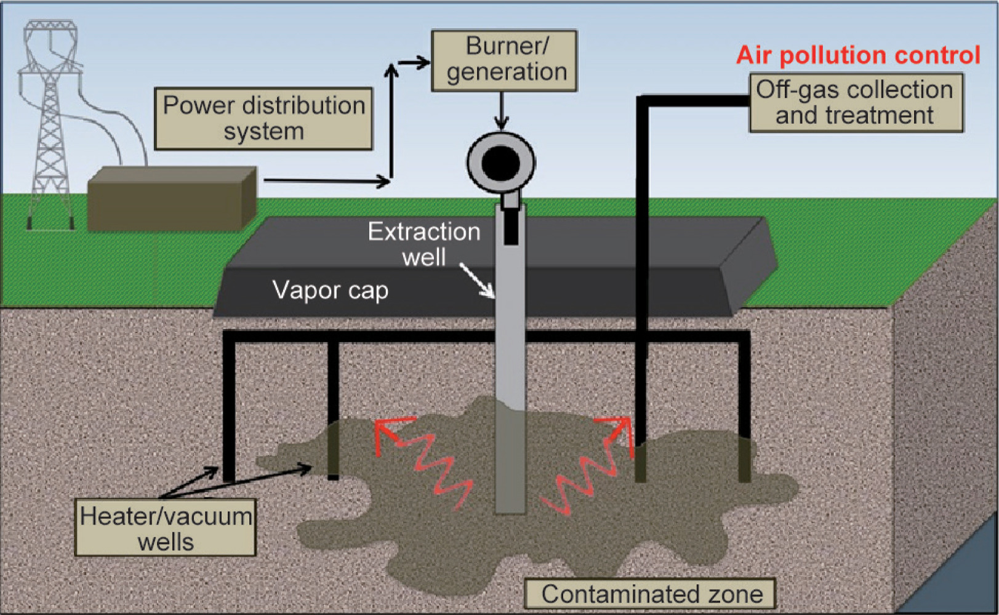 Burner/
generation
Air pollution control
Off-gas collection
and treatment
Power distribution
system
Extraction
well
Vapor cap
Heater/vacuum
wells
Contaminated zone